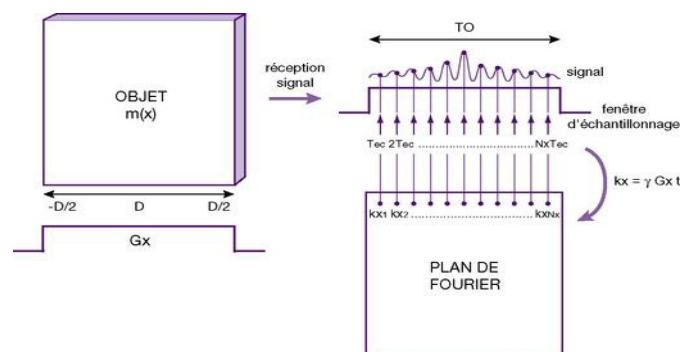 OBJET
m(x)
-D/2 D D/2
Gx
réception
signal
TO
signal
fenêtre
d'échantillonnage
Tec 2Tec ........................ NxTec
kx = γ Gx t
kx1 kx2 ........................ kxNx
PLAN DE
FOURIER